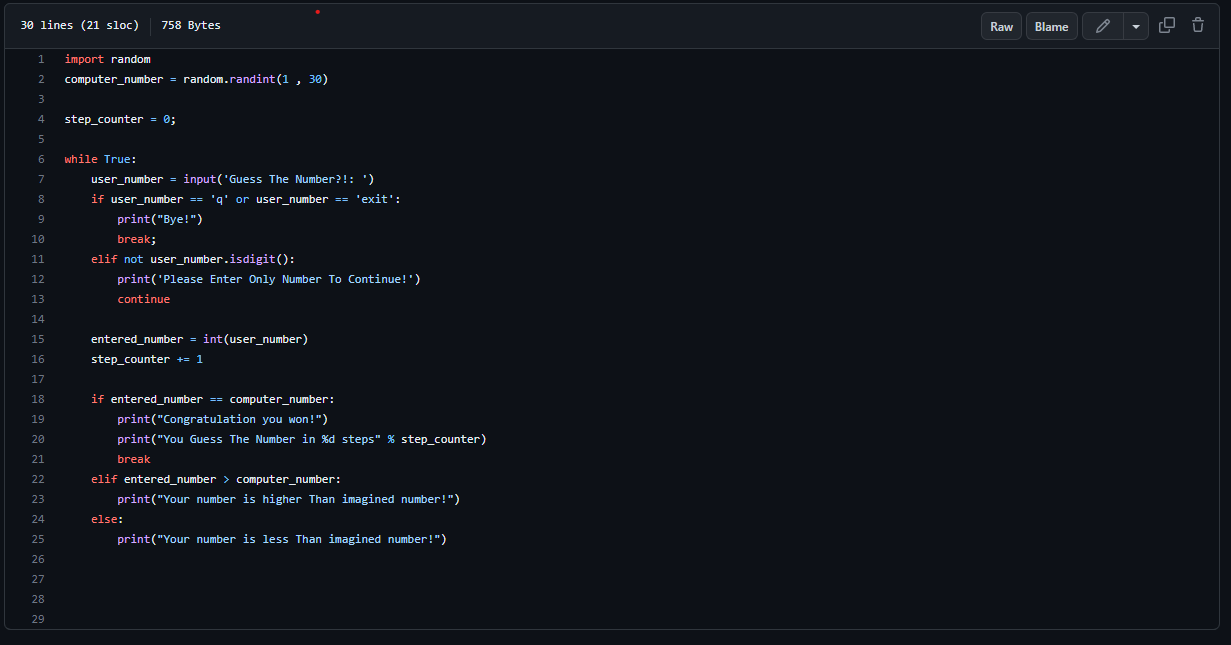 30 lines (21 sloc) 758 Bytes Raw Blame
1 import random
2 computer_number = random.randint(1 , 30)
3
4 step_counter = 0;
5
6 while True:
7     user_number = input('Guess The Number?!: ')
8     if user_number == 'q' or user_number == 'exit':
9         print("Bye!")
10         break;
11     elif not user_number.isdigit():
12         print('Please Enter Only Number To Continue!')
13         continue
14
15     entered_number = int(user_number)
16     step_counter += 1
17
18     if entered_number == computer_number:
19         print("Congratulation you won!")
20         print("You Guess The Number in %d steps" % step_counter)
21         break
22     elif entered_number > computer_number:
23         print("Your number is higher Than imagined number!")
24     else:
25         print("Your number is less Than imagined number!")
26
27
28
29